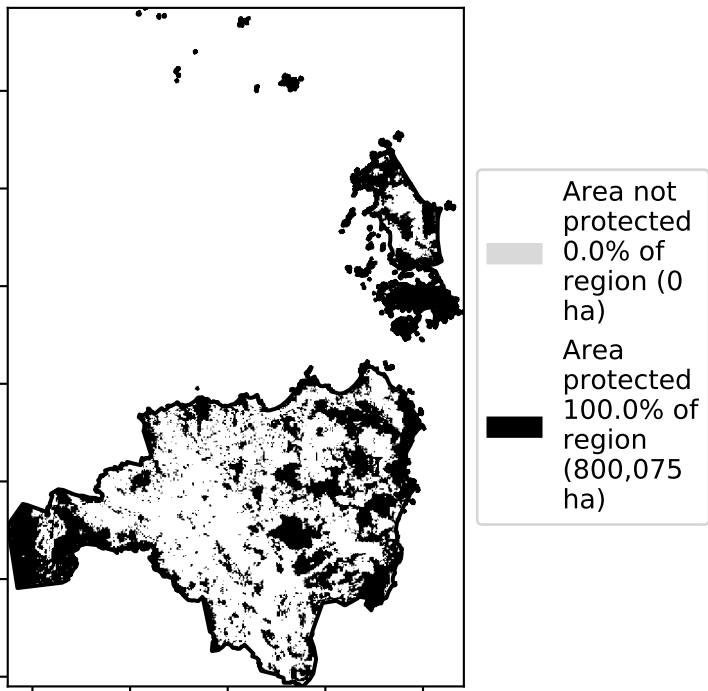 Area not
protected
0.0% of
region (0
ha)
Area
protected
100.0% of
region
(800,075
ha)